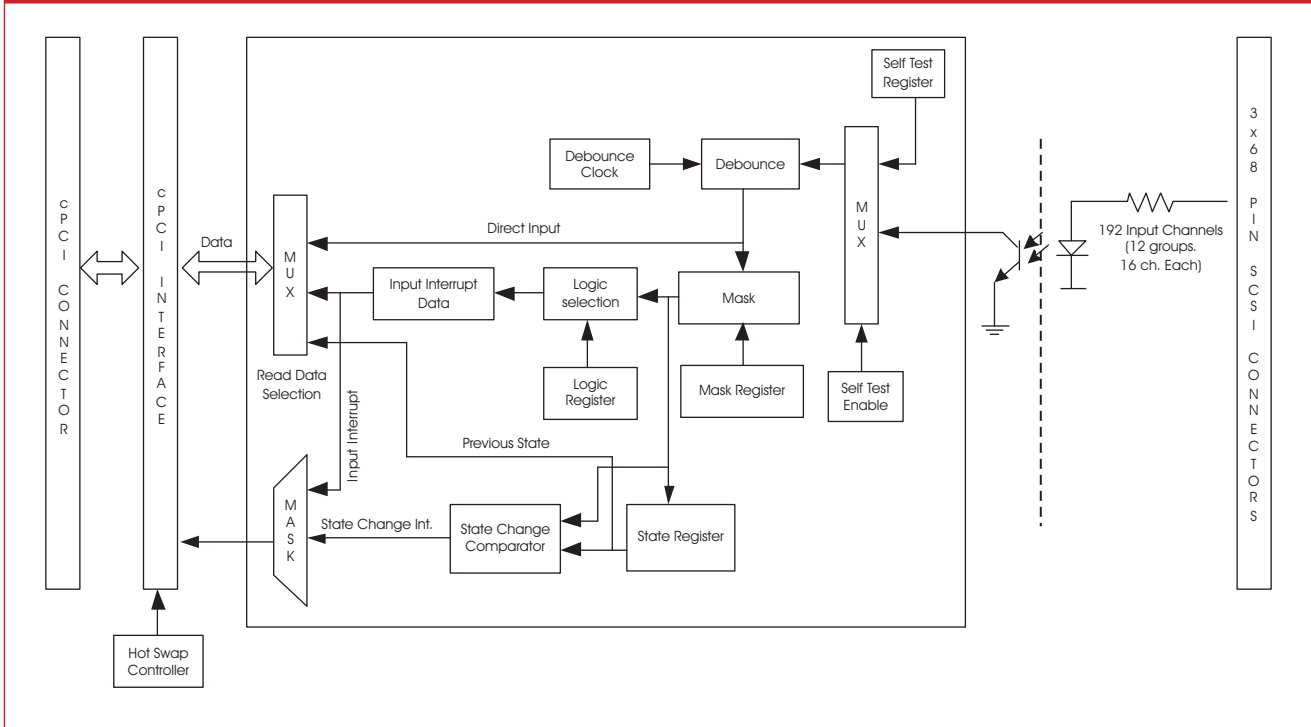 cPCI CONNECTOR
cPCI INTERFACE
Data
Hot Swap
Controller
MUX
Read Data
Selection
MASK
Direct Input
Input Interrupt
Data
Logic
selection
Logic
Register
Input Interrupt
Previous State
State Change Int.
State Change
Comparator
State Register
Debounce
Clock
Debounce
Mask
Mask Register
Self Test
Register
MUX
Self Test
Enable
192 Input Channels
(12 groups.
16 ch. Each)
3x68 PIN SCSI CONNECTORS